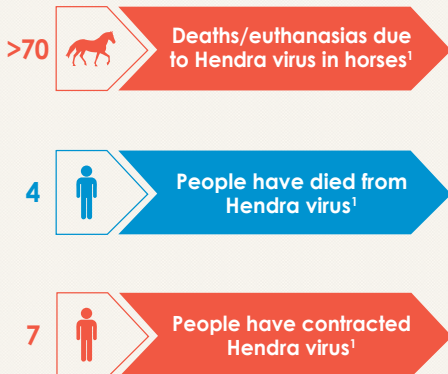 >70
Deaths/euthanasias due
to Hendra virus in horses¹
4
People have died from
Hendra virus¹
7
People have contracted
Hendra virus¹